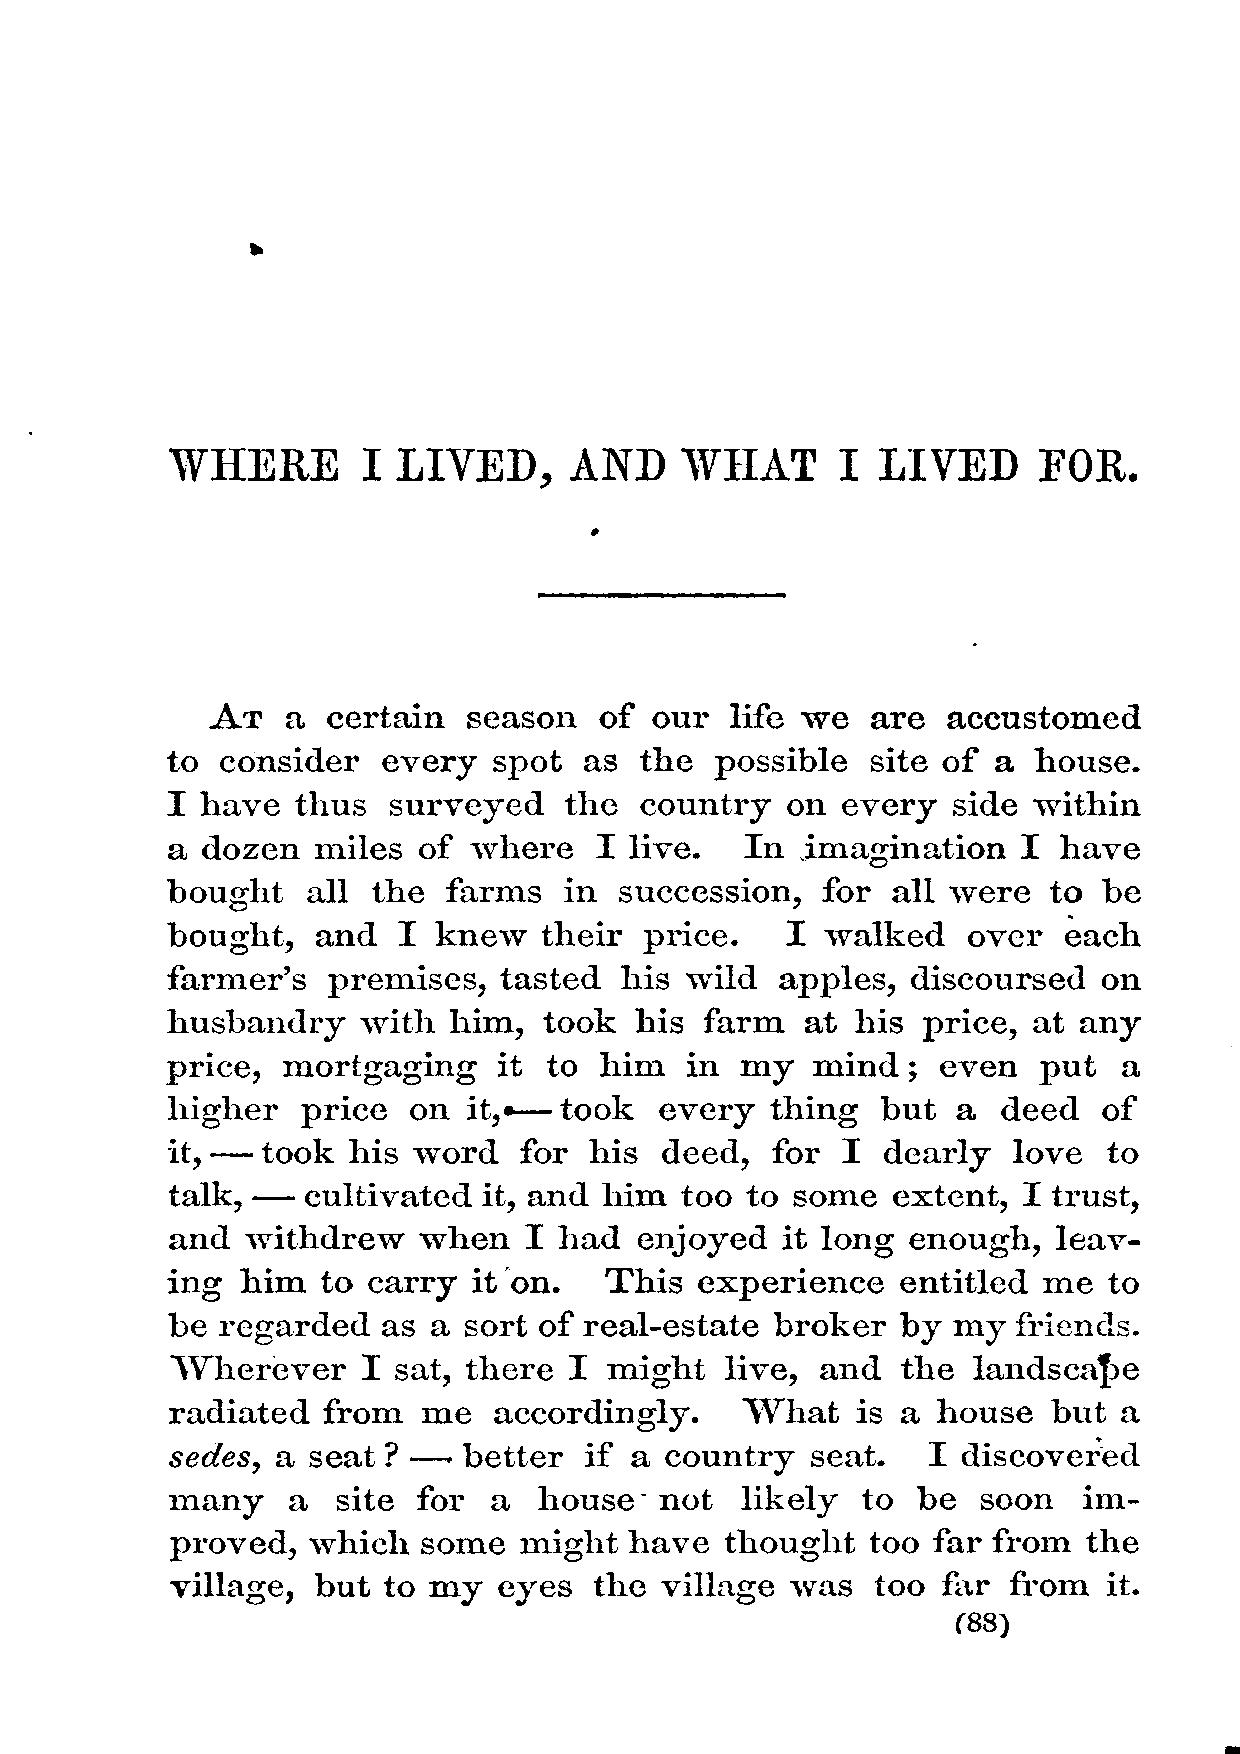 WHERE I LIVED, AND WHAT I LIVED FOR.
AT a certain season of our life we are accustomed
to consider every spot as the possible site of a house.
I have thus surveyed the country on every side within
a dozen miles of where I live. In imagination I have
bought all the farms in succession, for all were to be
bought, and I knew their price. I walked over each
farmer's premises, tasted his wild apples, discoursed on
husbandry with him, took his farm at his price, at any
price, mortgaging it to him in my mind; even put a
higher price on it,—took every thing but a deed of
it,—took his word for his deed, for I dearly love to
talk,—cultivated it, and him too to some extent, I trust,
and withdrew when I had enjoyed it long enough, leav-
ing him to carry it on. This experience entitled me to
be regarded as a sort of real-estate broker by my friends.
Wherever I sat, there I might live, and the landscape
radiated from me accordingly. What is a house but a
sedes, a seat?—better if a country seat. I discovered
many a site for a house not likely to be soon im-
proved, which some might have thought too far from the
village, but to my eyes the village was too far from it.
(88)